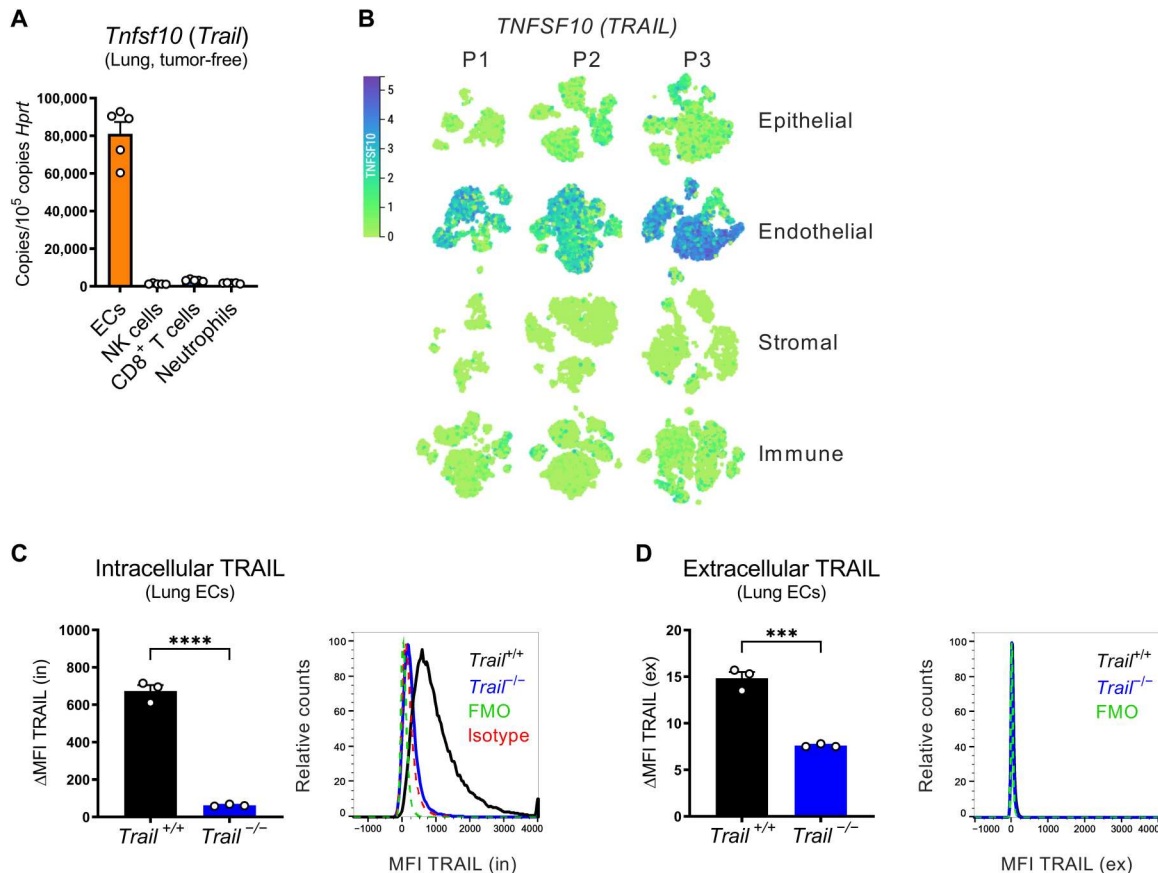 A
Tnfsf10 (Trail)
(Lung, tumor-free)
Copies/10⁵ copies Hprt
100,000
80,000
60,000
40,000
20,000
0
ECs
NK cells
CD8⁺ T cells
Neutrophils
B
TNFSF10 (TRAIL)
P1 P2 P3
TNFSF10
5
4
3
2
1
0
Epithelial
Endothelial
Stromal
Immune
C
Intracellular TRAIL
(Lung ECs)
ΔMFI TRAIL (in)
1000
800
600
400
200
0
****
Trail +/+ Trail −/−
Relative counts
100
80
60
40
20
0
Trail+/+
Trail−/−
FMO
Isotype
−1000 0 1000 2000 3000 4000
MFI TRAIL (in)
D
Extracellular TRAIL
(Lung ECs)
ΔMFI TRAIL (ex)
20
15
10
5
0
***
Trail +/+ Trail −/−
Relative counts
100
80
60
40
20
0
Trail+/+
Trail−/−
FMO
−1000 0 1000 2000 3000 4000
MFI TRAIL (ex)